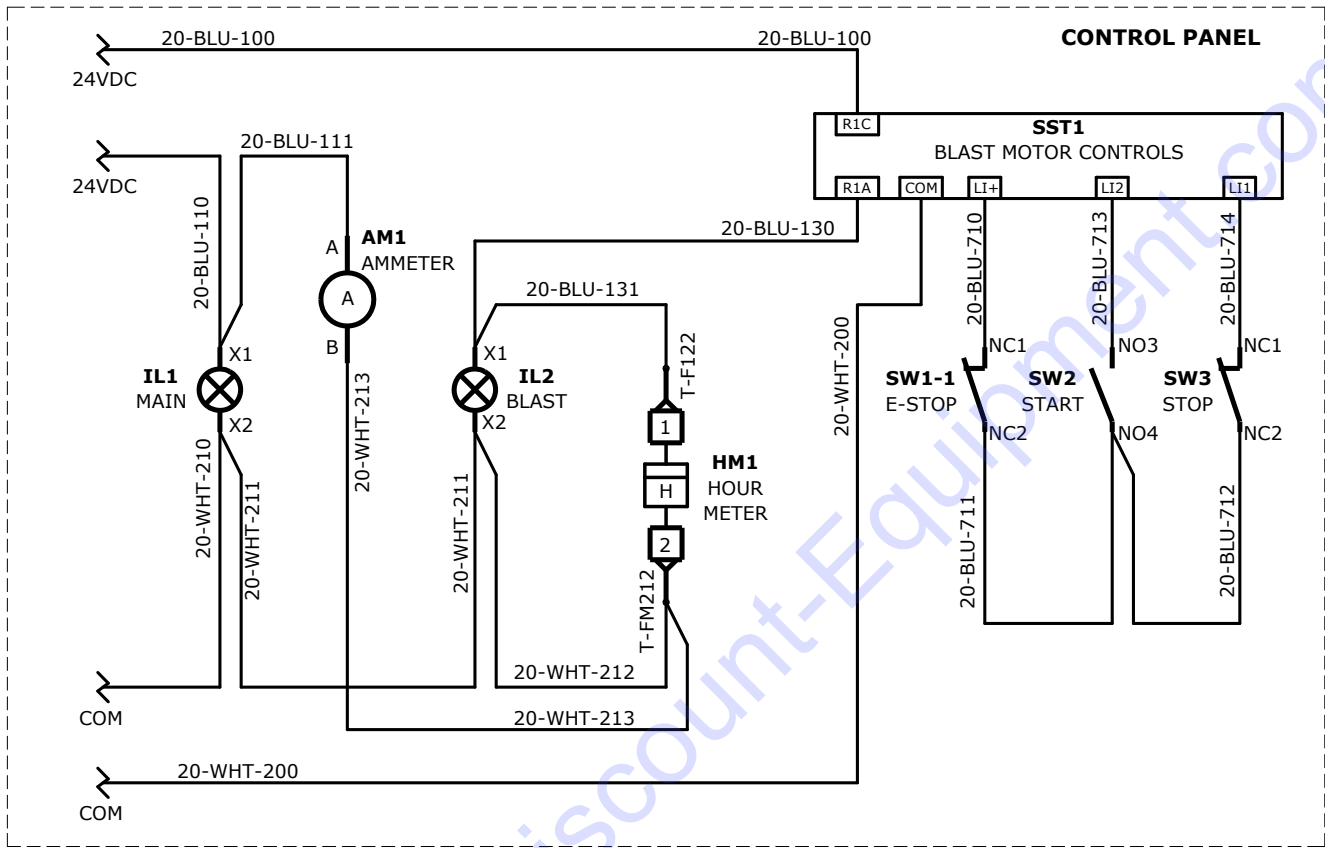 20-BLU-100
20-BLU-100
CONTROL PANEL
24VDC
R1C
SST1
BLAST MOTOR CONTROLS
20-BLU-111
24VDC
R1A
COM
LI+
LI2
LI1
20-BLU-110
20-BLU-130
20-BLU-710
20-BLU-713
20-BLU-714
A
AM1
AMMETER
A
B
20-BLU-131
20-WHT-200
T-F122
X1
IL1
MAIN
X2
20-WHT-213
X1
IL2
BLAST
X2
NC1
SW1-1
E-STOP
NC2
NO3
SW2
START
NO4
NC1
SW3
STOP
NC2
1
HM1
HOUR
METER
H
2
20-WHT-210
20-WHT-211
20-WHT-211
T-FM212
20-BLU-711
20-BLU-712
20-WHT-212
COM
20-WHT-213
20-WHT-200
COM
iscount-Equipment.com